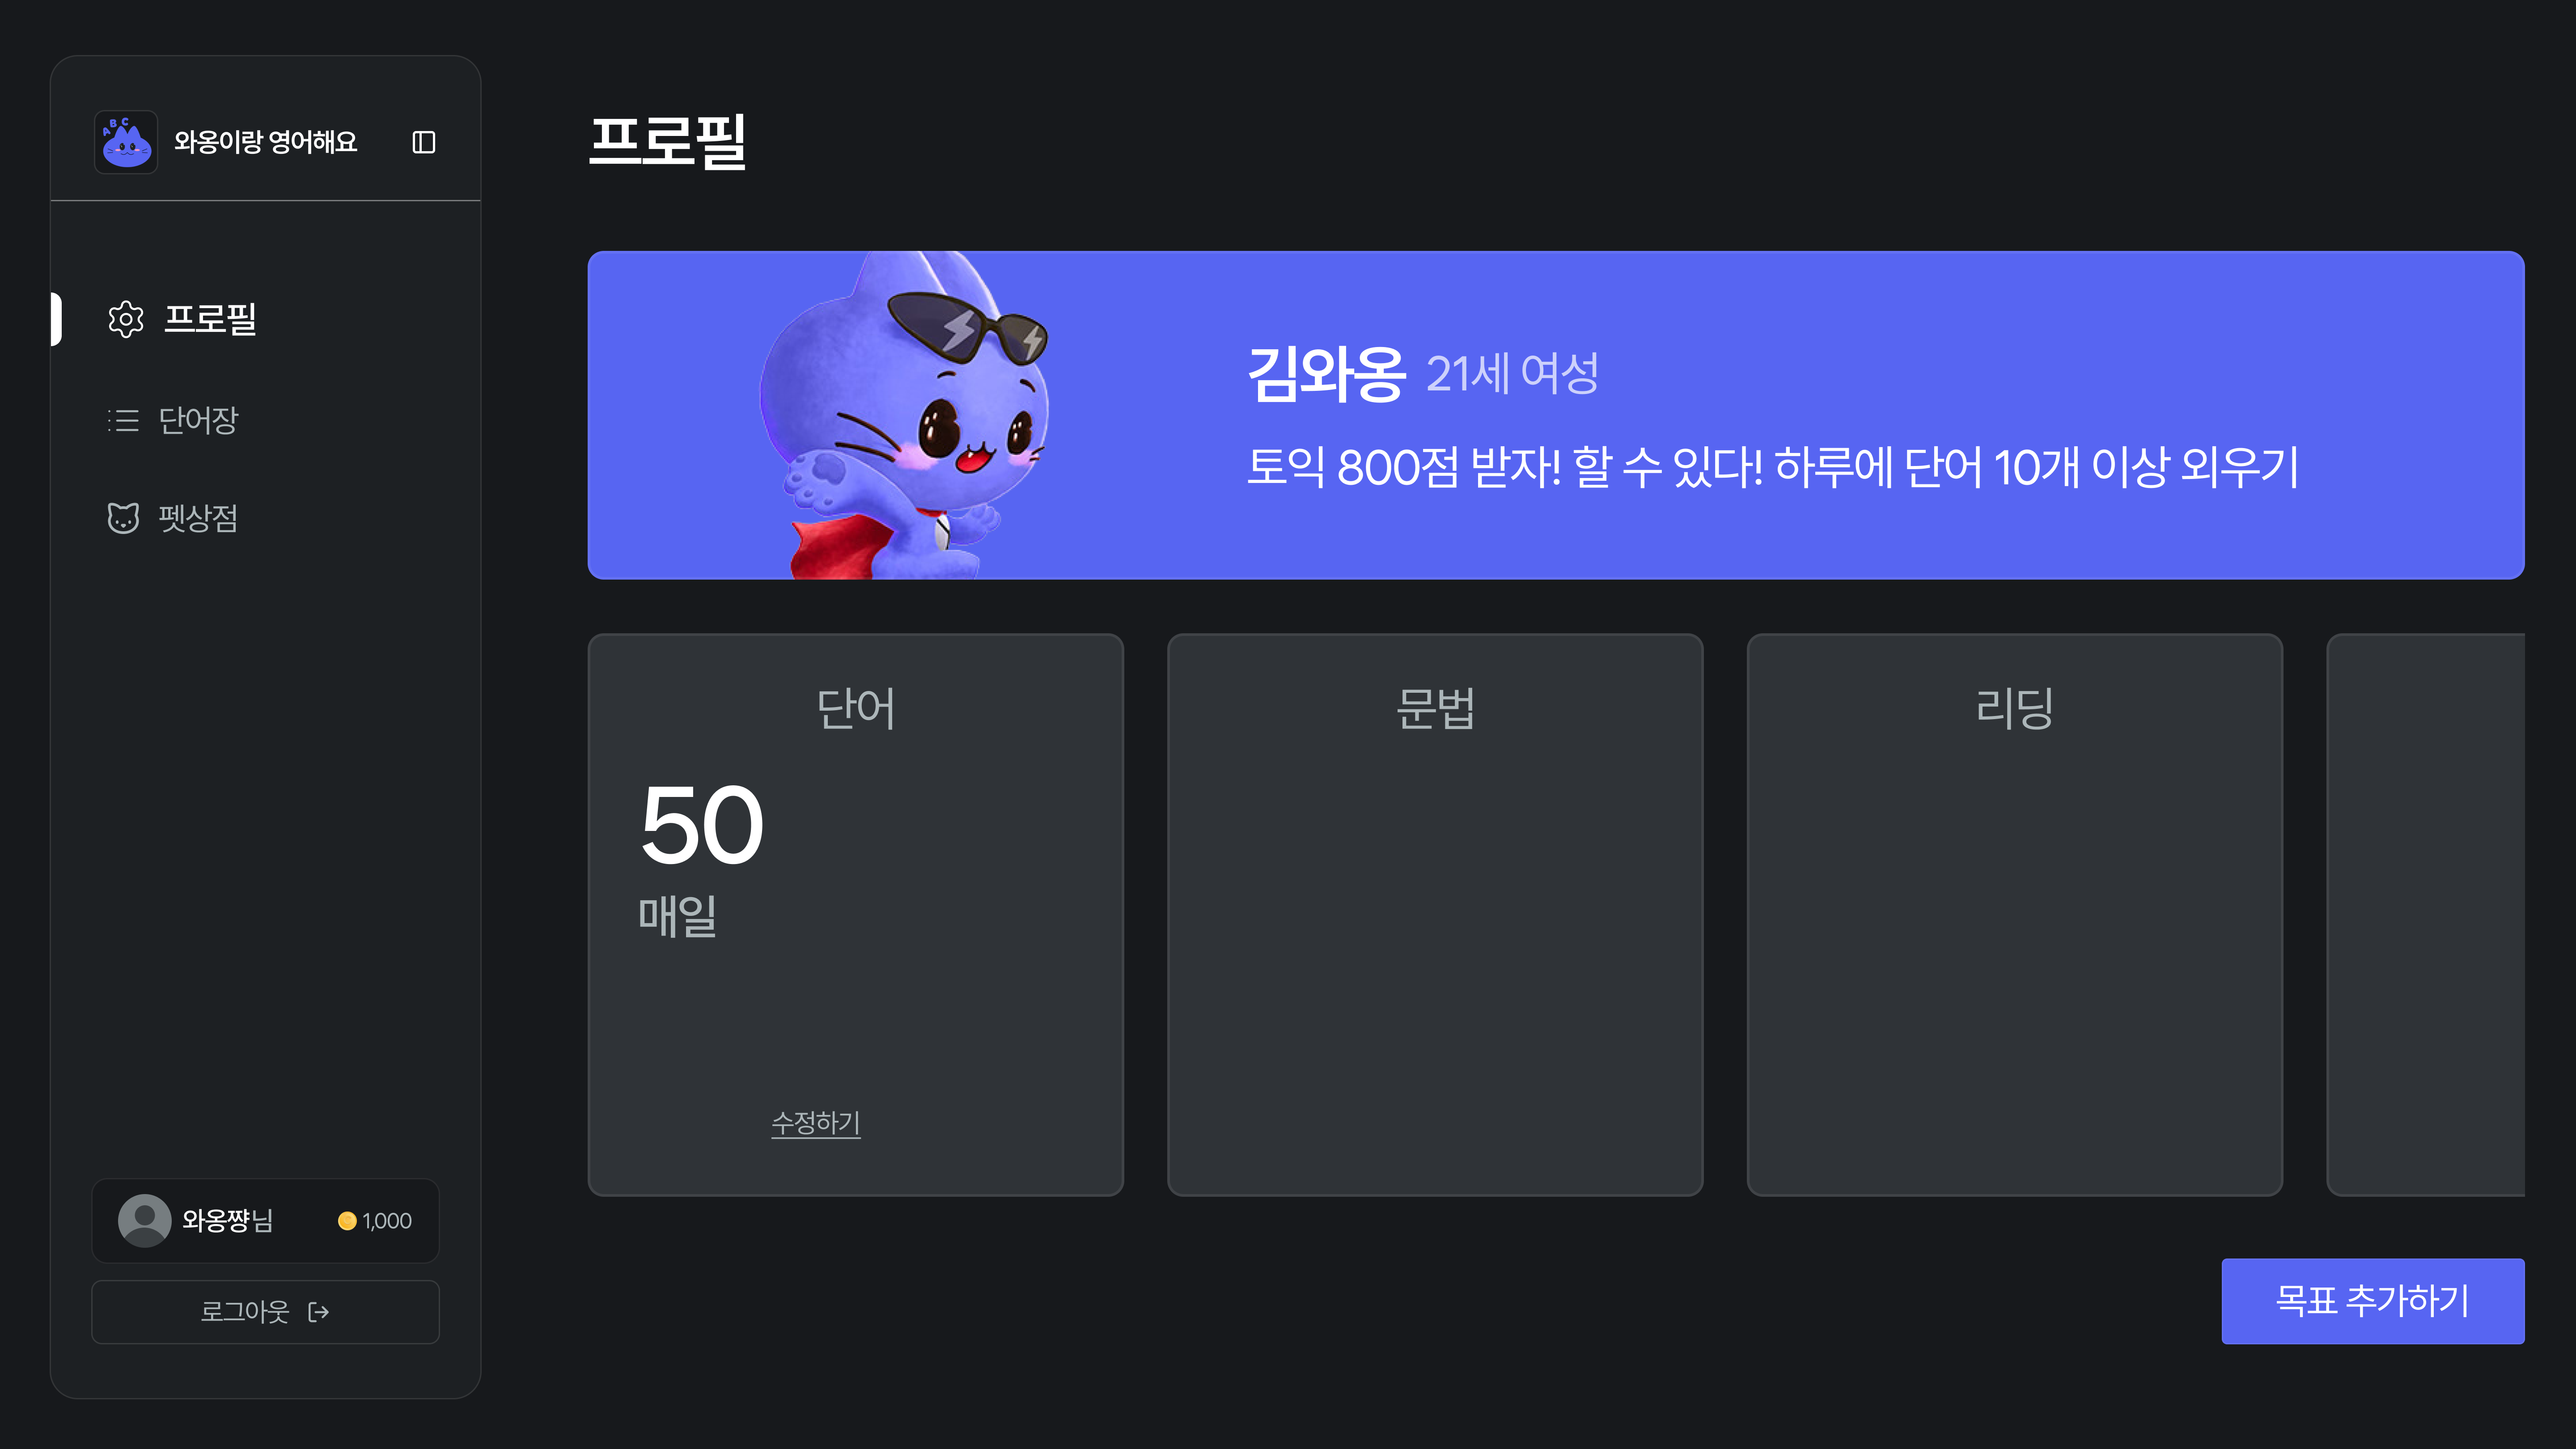 A B C
와옹이랑 영어해요
프로필
단어장
펫상점
와옹쨩님 1,000
로그아웃
프로필
김와옹 21세 여성
토익 800점 받자! 할 수 있다! 하루에 단어 10개 이상 외우기
단어
50
매일
수정하기
문법
리딩
목표 추가하기